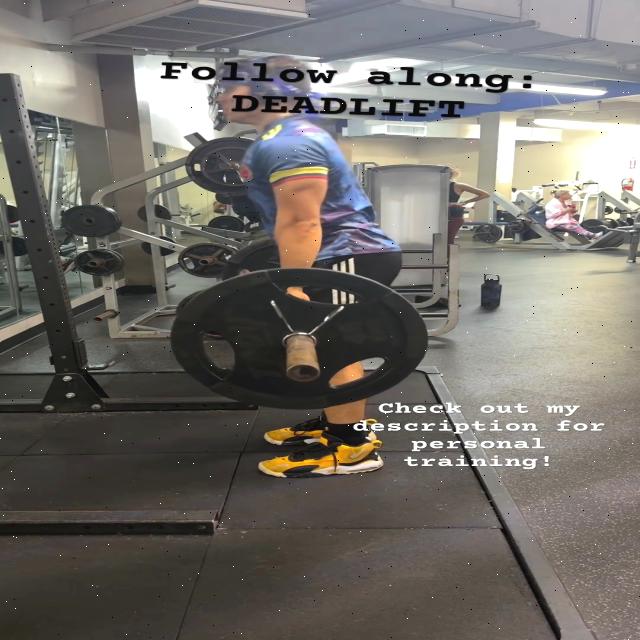 Follow along:
DEADLIFT
Check out my
description for
personal
training!